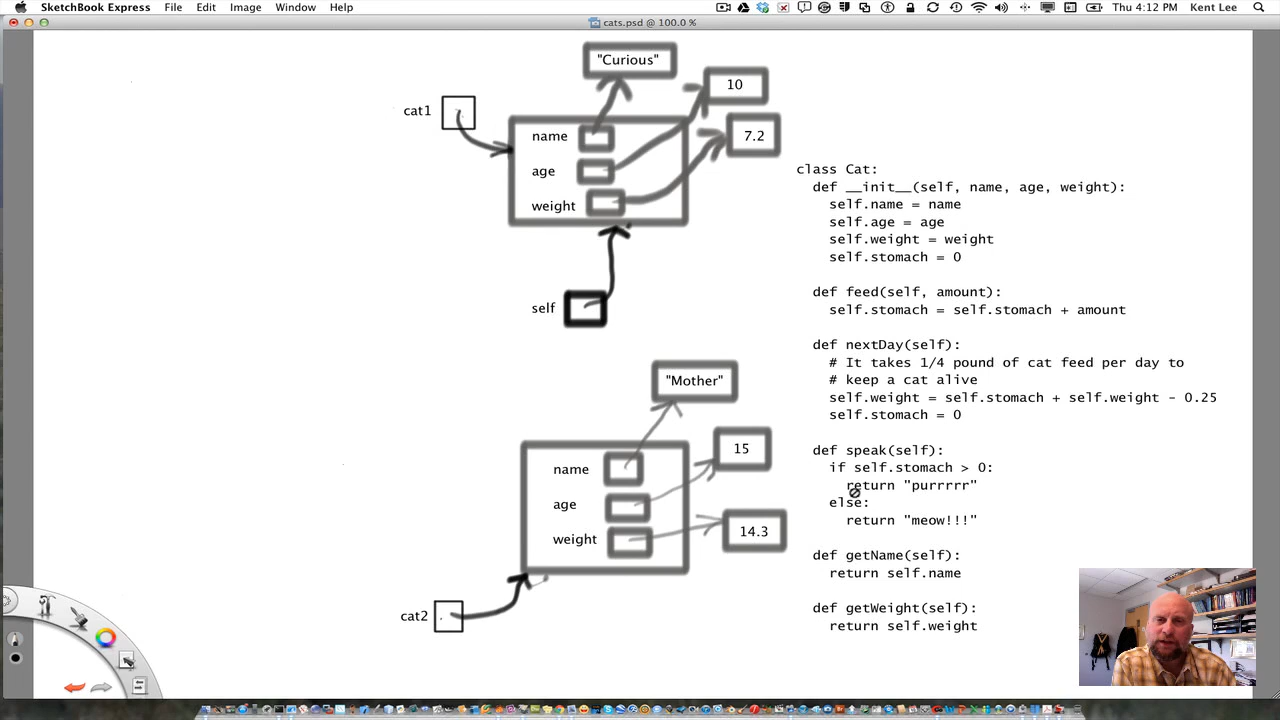 SketchBook Express File Edit Image Window Help Thu 4:12 PM Kent Lee
cats.psd @ 100.0 %
"Curious"
10
cat1
7.2
name
age
weight
self
"Mother"
15
name
age
weight
14.3
cat2
class Cat:
def __init__(self, name, age, weight):
self.name = name
self.age = age
self.weight = weight
self.stomach = 0
def feed(self, amount):
self.stomach = self.stomach + amount
def nextDay(self):
# It takes 1/4 pound of cat feed per day to
# keep a cat alive
self.weight = self.stomach + self.weight - 0.25
self.stomach = 0
def speak(self):
if self.stomach > 0:
return "purrrrr"
else:
return "meow!!!"
def getName(self):
return self.name
def getWeight(self):
return self.weight